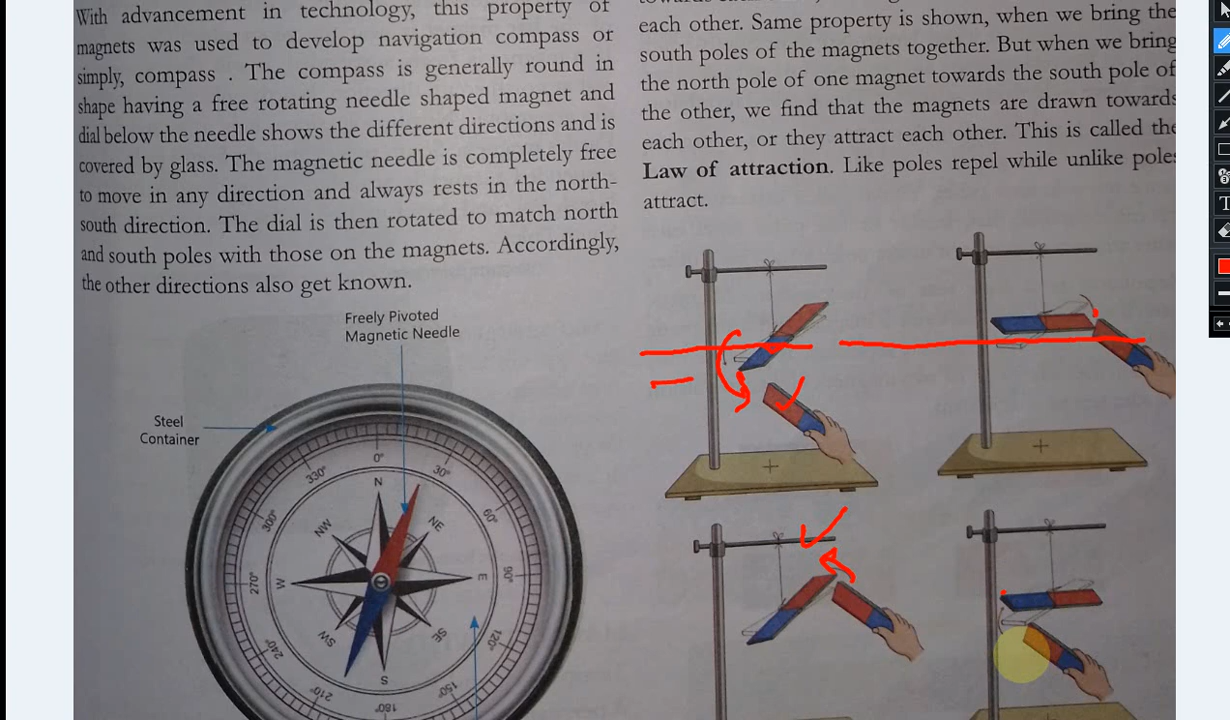 With advancement in technology, this property of
magnets was used to develop navigation compass or
simply, compass . The compass is generally round in
shape having a free rotating needle shaped magnet and
dial below the needle shows the different directions and is
covered by glass. The magnetic needle is completely free
to move in any direction and always rests in the north-
south direction. The dial is then rotated to match north
and south poles with those on the magnets. Accordingly,
the other directions also get known.
Freely Pivoted
Magnetic Needle
Steel
Container
0°
30°
60°
90°
120°
150°
180°
210°
240°
270°
300°
330°
N
NE
E
SE
S
SW
W
NW
each other. Same property is shown, when we bring the
south poles of the magnets together. But when we bring
the north pole of one magnet towards the south pole of
the other, we find that the magnets are drawn towards
each other, or they attract each other. This is called the
Law of attraction. Like poles repel while unlike poles
attract.